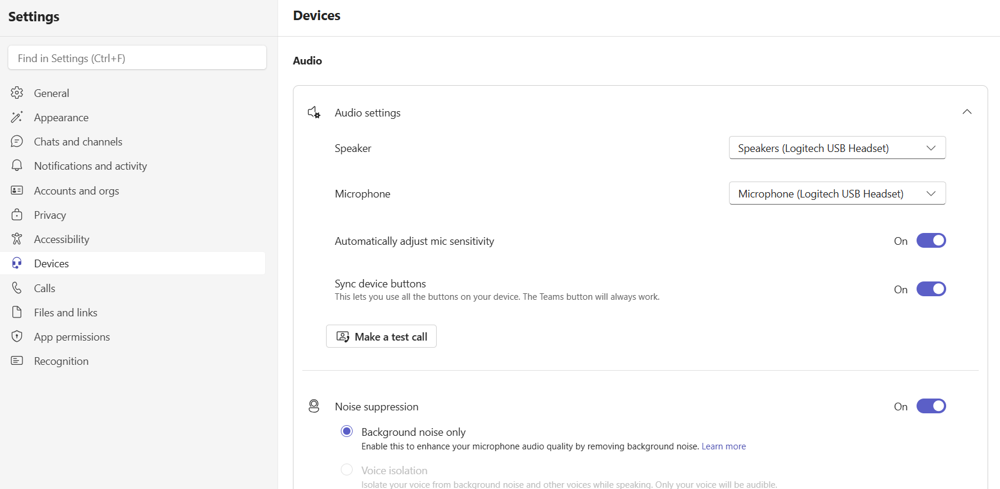 Settings
Find in Settings (Ctrl+F)
General
Appearance
Chats and channels
Notifications and activity
Accounts and orgs
Privacy
Accessibility
Devices
Calls
Files and links
App permissions
Recognition
Devices
Audio
Audio settings
Speaker
Speakers (Logitech USB Headset)
Microphone
Microphone (Logitech USB Headset)
Automatically adjust mic sensitivity
On
Sync device buttons
This lets you use all the buttons on your device. The Teams button will always work.
On
Make a test call
Noise suppression
On
Background noise only
Enable this to enhance your microphone audio quality by removing background noise. Learn more
Voice isolation
Isolate your voice from background noise and other voices while speaking. Only your voice will be audible.